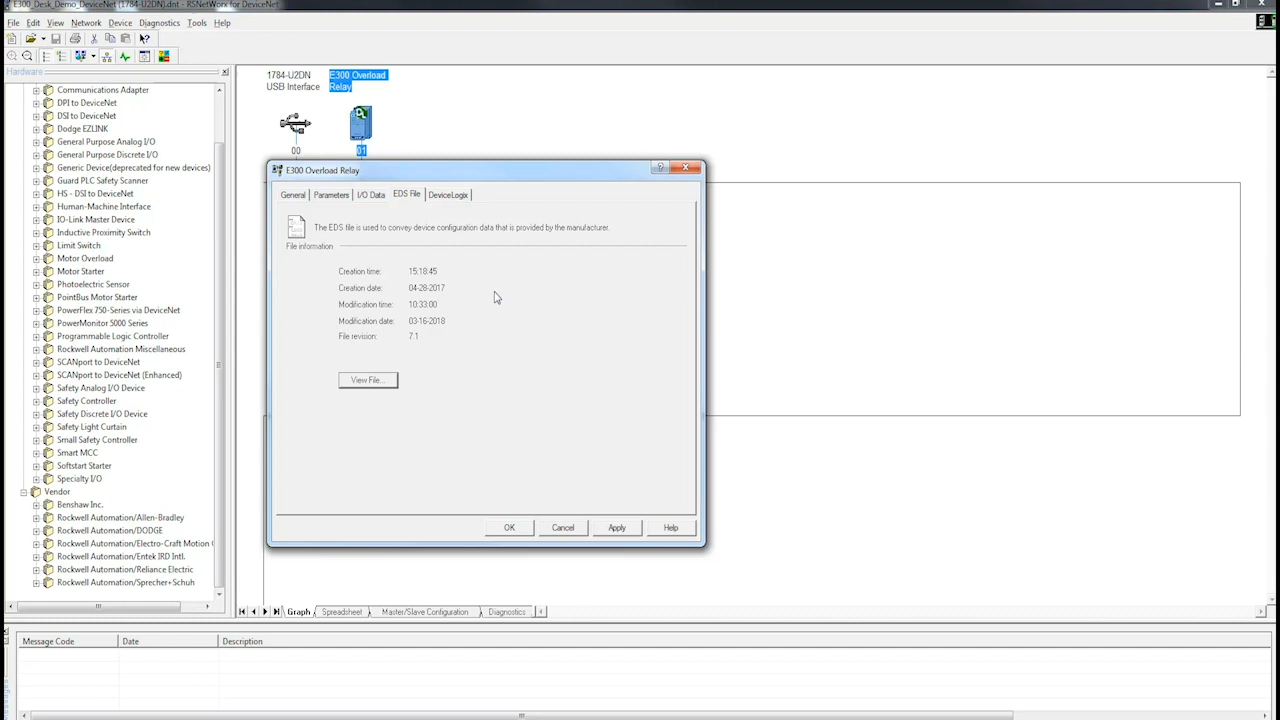 E300_Desk_Demo_DeviceNet (1784-U2DN).dnt - RSNetWorx for DeviceNet
File Edit View Network Device Diagnostics Tools Help
Hardware
Communications Adapter
DPI to DeviceNet
DSI to DeviceNet
Dodge EZLINK
General Purpose Analog I/O
General Purpose Discrete I/O
Generic Device(deprecated for new devices)
Guard PLC Safety Scanner
HS - DSI to DeviceNet
Human-Machine Interface
IO-Link Master Device
Inductive Proximity Switch
Limit Switch
Motor Overload
Motor Starter
Photoelectric Sensor
PointBus Motor Starter
PowerFlex 750-Series via DeviceNet
PowerMonitor 5000 Series
Programmable Logic Controller
Rockwell Automation Miscellaneous
SCANport to DeviceNet
SCANport to DeviceNet (Enhanced)
Safety Analog I/O Device
Safety Controller
Safety Discrete I/O Device
Safety Light Curtain
Small Safety Controller
Smart MCC
Softstart Starter
Specialty I/O
Vendor
Benshaw Inc.
Rockwell Automation/Allen-Bradley
Rockwell Automation/DODGE
Rockwell Automation/Electro-Craft Motion
Rockwell Automation/Entek IRD Intl.
Rockwell Automation/Reliance Electric
Rockwell Automation/Sprecher+Schuh
1784-U2DN
USB Interface
E300 Overload
Relay
00
01
E300 Overload Relay
General Parameters I/O Data EDS File DeviceLogix
The EDS file is used to convey device configuration data that is provided by the manufacturer.
File information
Creation time: 15:18:45
Creation date: 04-28-2017
Modification time: 10:33:00
Modification date: 03-16-2018
File revision: 7.1
View File...
OK Cancel Apply Help
Graph Spreadsheet Master/Slave Configuration Diagnostics
Message Code Date Description